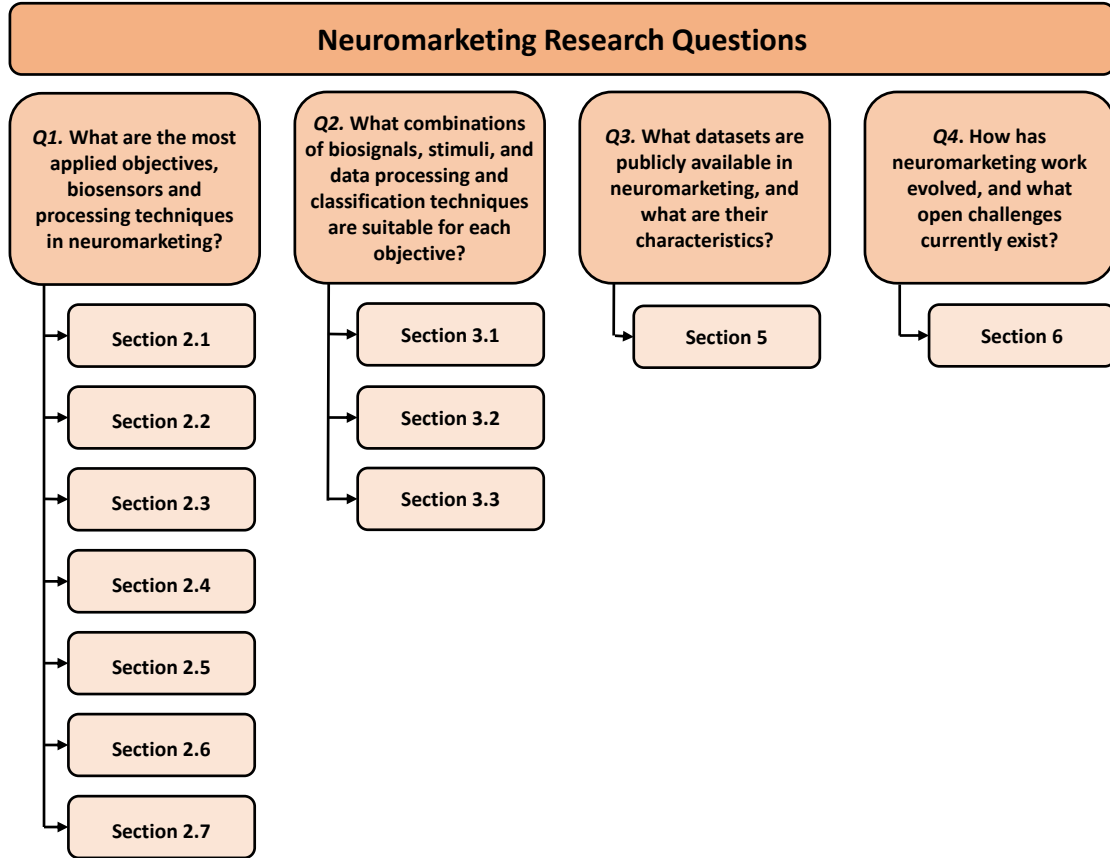 Neuromarketing Research Questions
Q1. What are the most
applied objectives,
biosensors and
processing techniques
in neuromarketing?
Section 2.1
Section 2.2
Section 2.3
Section 2.4
Section 2.5
Section 2.6
Section 2.7
Q2. What combinations
of biosignals, stimuli, and
data processing and
classification techniques
are suitable for each
objective?
Section 3.1
Section 3.2
Section 3.3
Q3. What datasets are
publicly available in
neuromarketing, and
what are their
characteristics?
Section 5
Q4. How has
neuromarketing work
evolved, and what
open challenges
currently exist?
Section 6